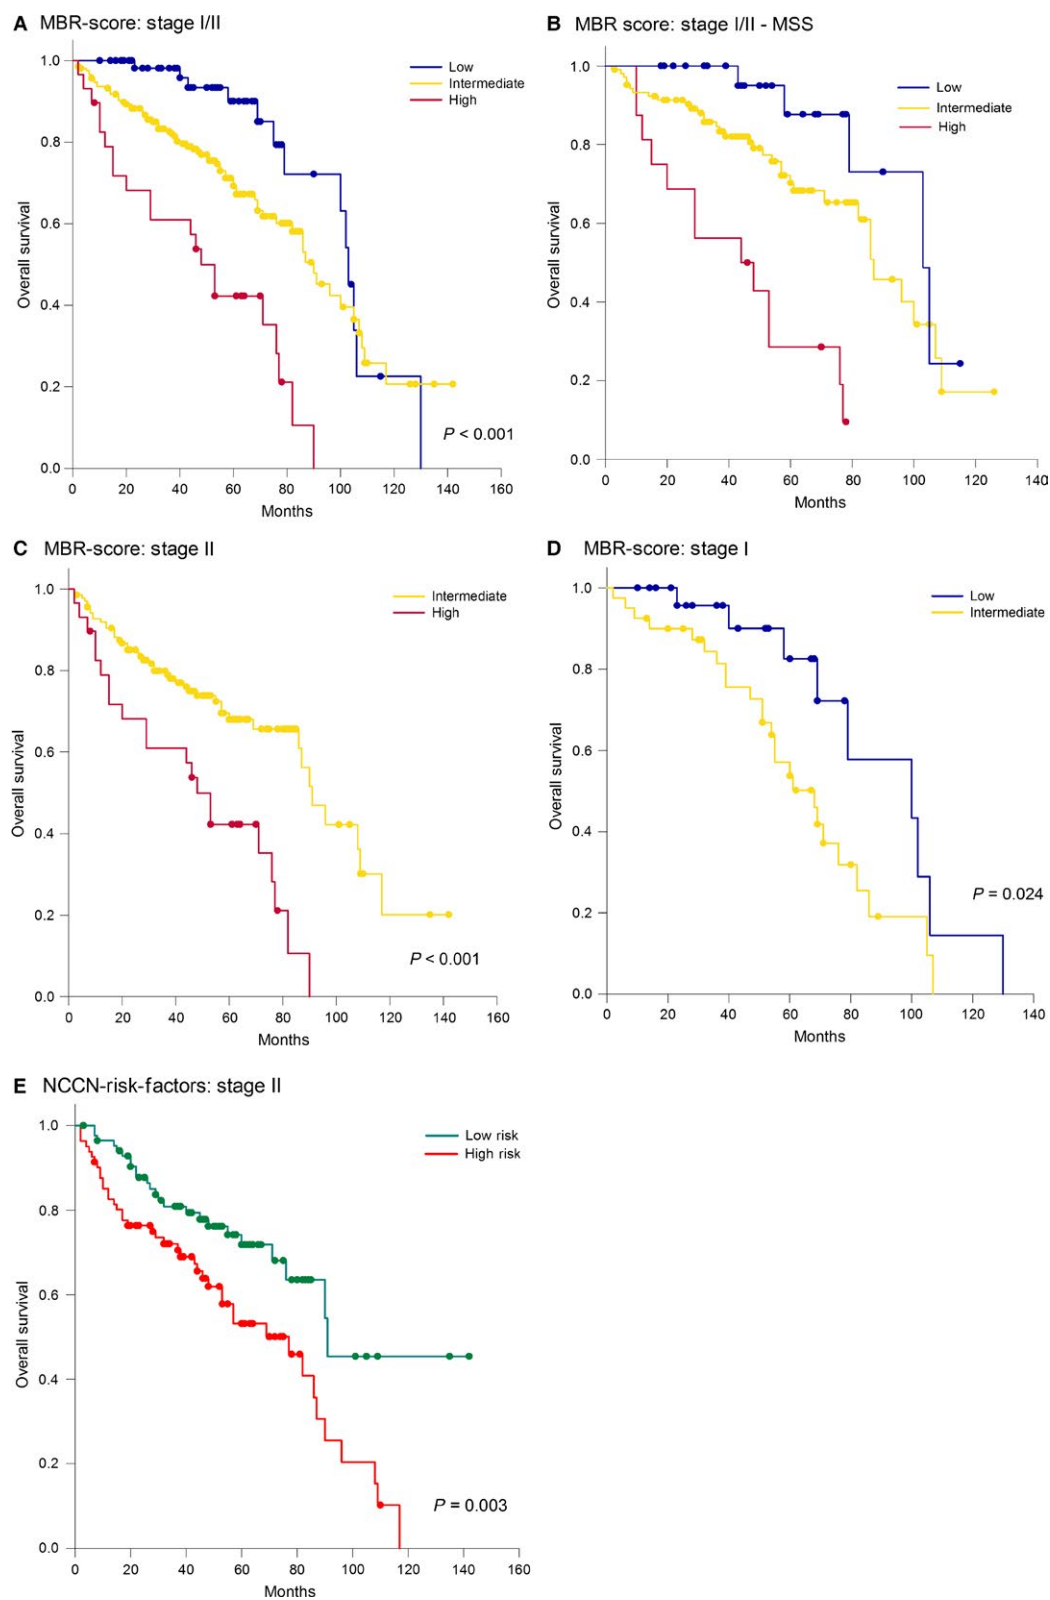 A MBR-score: stage I/II
Low
Intermediate
High
1.0
0.8
0.6
0.4
0.2
0.0
Overall survival
P < 0.001
0 20 40 60 80 100 120 140 160
Months
B MBR score: stage I/II - MSS
Low
Intermediate
High
1.0
0.8
0.6
0.4
0.2
0.0
Overall survival
0 20 40 60 80 100 120 140
Months
C MBR-score: stage II
Intermediate
High
1.0
0.8
0.6
0.4
0.2
0.0
Overall survival
P < 0.001
0 20 40 60 80 100 120 140 160
Months
D MBR-score: stage I
Low
Intermediate
1.0
0.8
0.6
0.4
0.2
0.0
Overall survival
P = 0.024
0 20 40 60 80 100 120 140
Months
E NCCN-risk-factors: stage II
Low risk
High risk
1.0
0.8
0.6
0.4
0.2
0.0
Overall survival
P = 0.003
0 20 40 60 80 100 120 140 160
Months